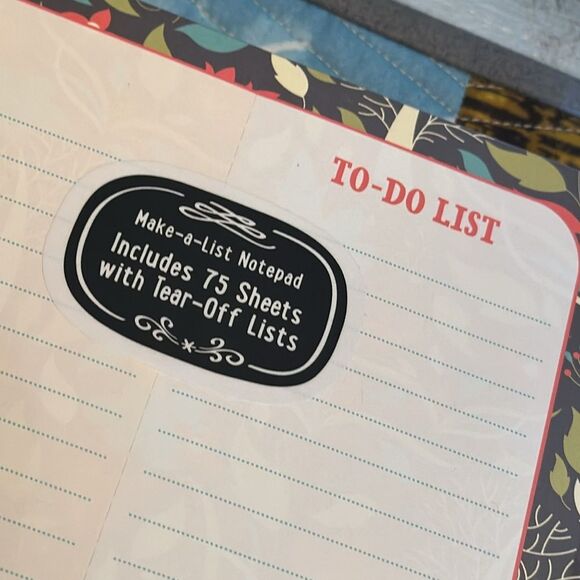 TO-DO LIST
Make-a-List Notepad
Includes 75 Sheets
with Tear-Off Lists